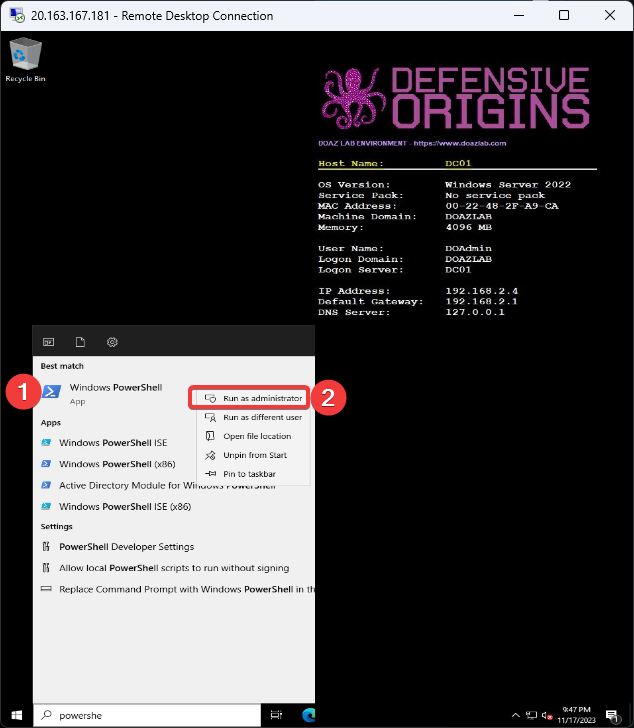 20.163.167.181 - Remote Desktop Connection
Recycle Bin
DEFENSIVE
ORIGINS
DOAZ LAB ENVIRONMENT - https://www.doazlab.com
Host Name: DC01
OS Version: Windows Server 2022
Service Pack: No service pack
MAC Address: 00-22-48-2F-A9-CA
Machine Domain: DOAZLAB
Memory: 4096 MB
User Name: DOAdmin
Logon Domain: DOAZLAB
Logon Server: DC01
IP Address: 192.168.2.4
Default Gateway: 192.168.2.1
DNS Server: 127.0.0.1
Best match
1
Windows PowerShell
App
Run as administrator
2
Run as different user
Open file location
Unpin from Start
Pin to taskbar
Apps
Windows PowerShell ISE
Windows PowerShell (x86)
Active Directory Module for Windows PowerShell
Windows PowerShell ISE (x86)
Settings
PowerShell Developer Settings
Allow local PowerShell scripts to run without signing
Replace Command Prompt with Windows PowerShell in th
powershe
9:47 PM
11/17/2023
1